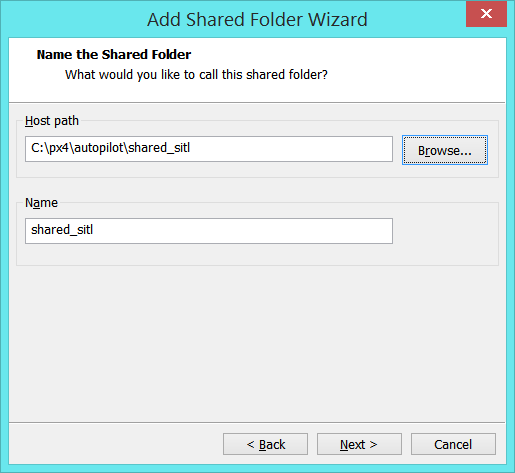 Add Shared Folder Wizard
Name the Shared Folder
What would you like to call this shared folder?
Host path
C:\px4\autopilot\shared_sitl
Browse...
Name
shared_sitl
< Back
Next >
Cancel